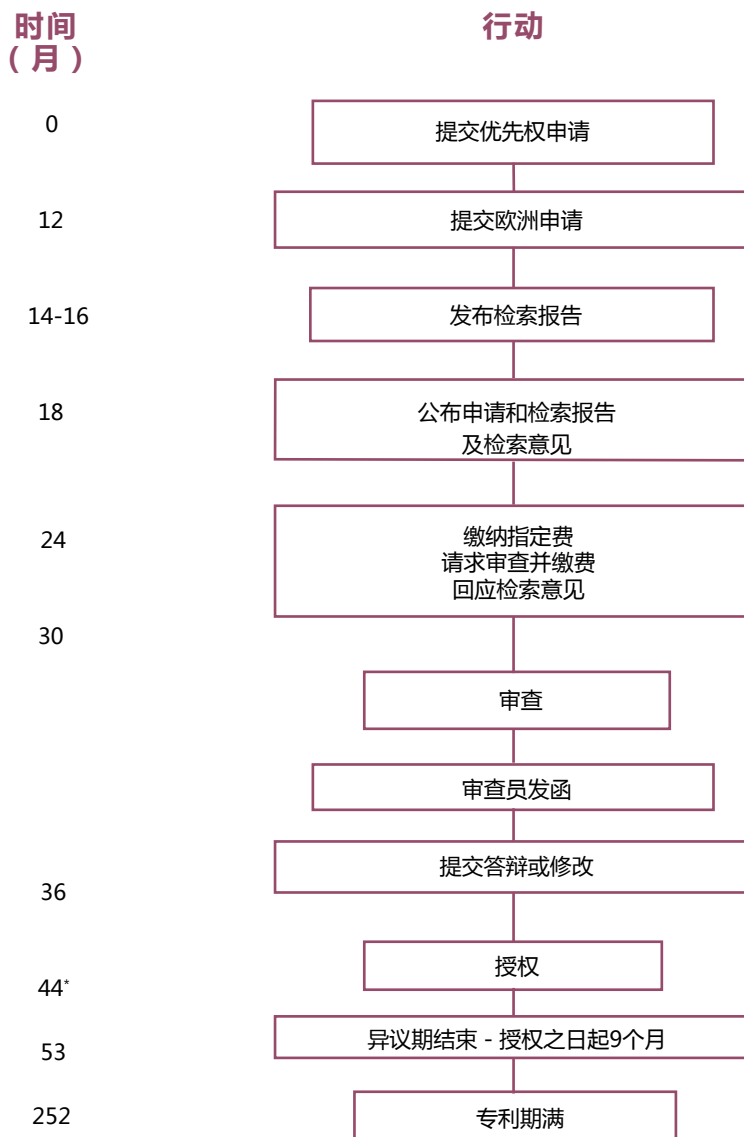 时间
（月）
行动
0
提交优先权申请
12
提交欧洲申请
14-16
发布检索报告
18
公布申请和检索报告
及检索意见
24
缴纳指定费
请求审查并缴费
回应检索意见
30
审查
审查员发函
提交答辩或修改
36
授权
44*
异议期结束 - 授权之日起9个月
53
252
专利期满